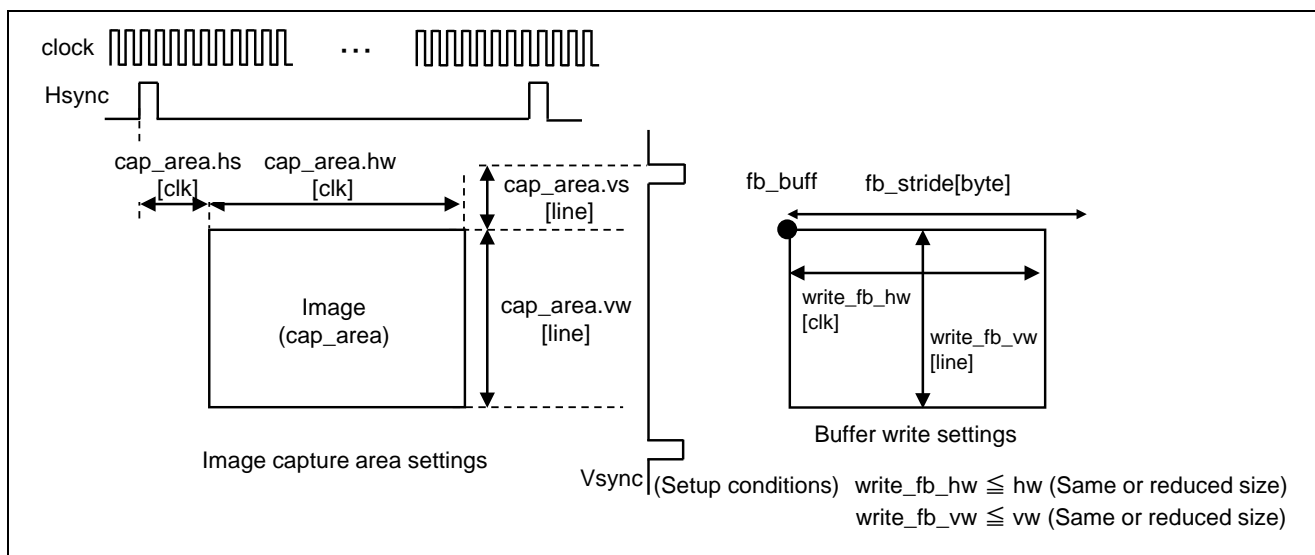 clock
...
Hsync
cap_area.hs
[clk]
cap_area.hw
[clk]
cap_area.vs
[line]
fb_buff
fb_stride[byte]
Image
(cap_area)
cap_area.vw
[line]
write_fb_hw
[clk]
write_fb_vw
[line]
Image capture area settings
Buffer write settings
Vsync
(Setup conditions) write_fb_hw ≦ hw (Same or reduced size)
write_fb_vw ≦ vw (Same or reduced size)